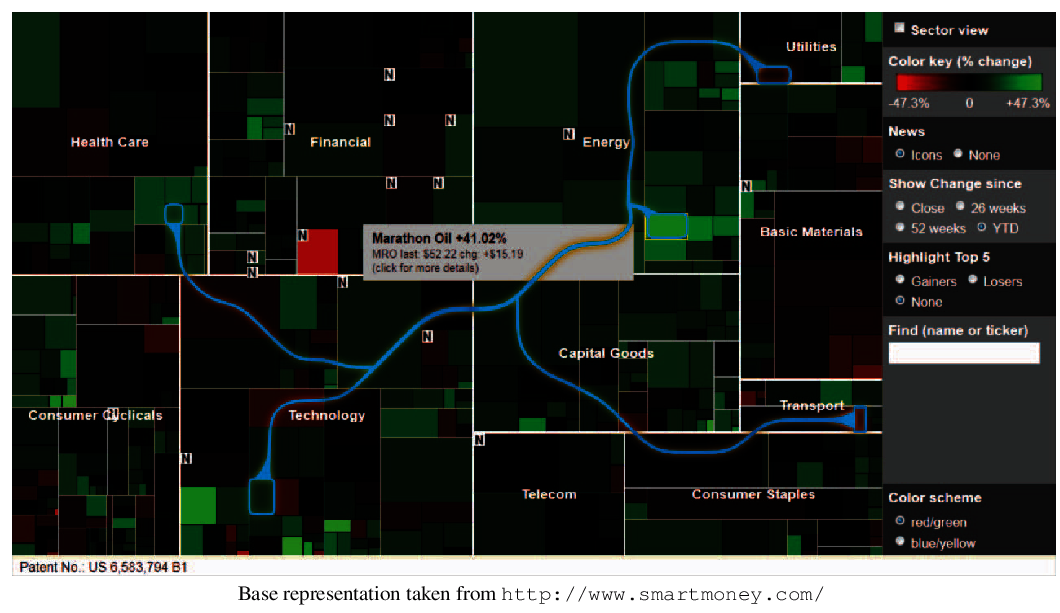 Utilities
Health Care
Financial
Energy
N
N
N
N
N
N
N
N
Basic Materials
Marathon Oil +41.02%
MRO last: $52.22 chg: +$15.19
(click for more details)
N
N
N
N
N
Capital Goods
Consumer Cyclicals
N
Technology
Transport
N
N
Telecom
Consumer Staples
Sector view
Color key (% change)
-47.3% 0 +47.3%
News
Icons None
Show Change since
Close 26 weeks
52 weeks YTD
Highlight Top 5
Gainers Losers
None
Find (name or ticker)
Color scheme
red/green
blue/yellow
Patent No.: US 6,583,794 B1
Base representation taken from http://www.smartmoney.com/